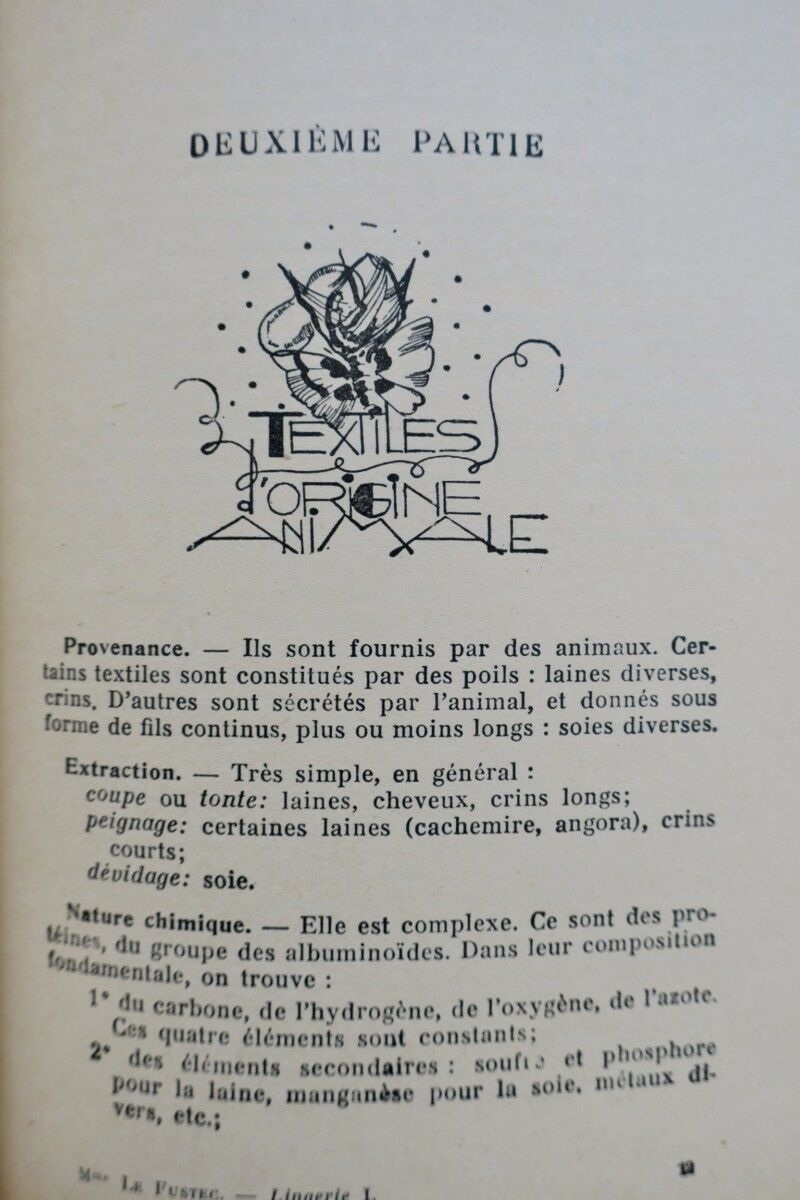 DEUXIÈME PARTIE
TEXTILES
d'ORIGINE
ANIMALE
Provenance. — Ils sont fournis par des animaux. Cer-
tains textiles sont constitués par des poils : laines diverses,
crins. D'autres sont sécrétés par l'animal, et donnés sous
forme de fils continus, plus ou moins longs : soies diverses.
Extraction. — Très simple, en général :
coupe ou tonte: laines, cheveux, crins longs;
peignage: certaines laines (cachemire, angora), crins
courts;
dévidage: soie.
Nature chimique. — Elle est complexe. Ce sont des pro-
téines, du groupe des albuminoïdes. Dans leur composition
fondamentale, on trouve :
1° du carbone, de l'hydrogène, de l'oxygène, de l'azote.
Ces quatre éléments sont constants;
2° des éléments secondaires : soufre et phosphore
pour la laine, manganèse pour la soie, métaux di-
vers, etc.;
Mme LE — Lingerie I.